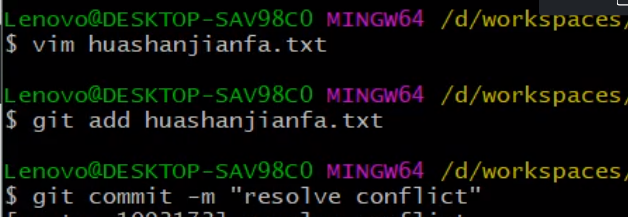 Lenovo@DESKTOP-SAV98C0 MINGW64 /d/workspaces/
$ vim huashanjianfa.txt
Lenovo@DESKTOP-SAV98C0 MINGW64 /d/workspaces/
$ git add huashanjianfa.txt
Lenovo@DESKTOP-SAV98C0 MINGW64 /d/workspaces/
$ git commit -m "resolve conflict"